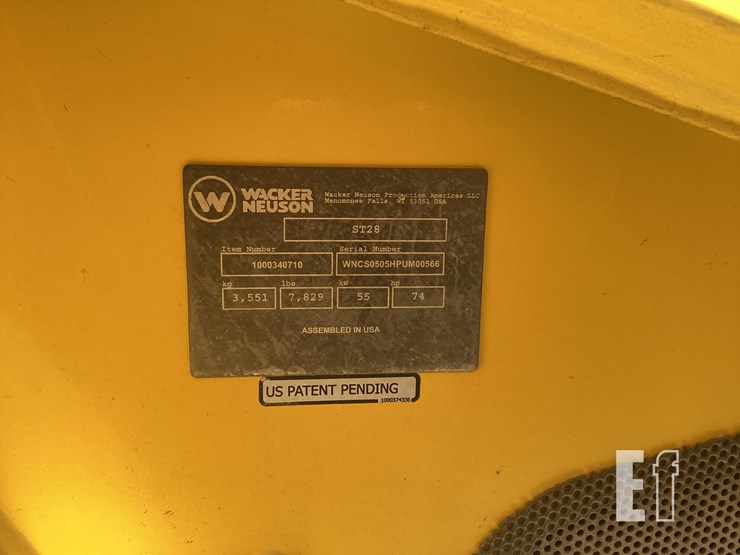 W WACKER NEUSON
Wacker Neuson Production Americas LLC
Menomonee Falls, WI 53051 USA
ST28
Item Number Serial Number
1000340710 WNCS0505HPUM00566
kg lbs kW hp
3,551 7,829 55 74
ASSEMBLED IN USA
US PATENT PENDING
1000374336
Ef